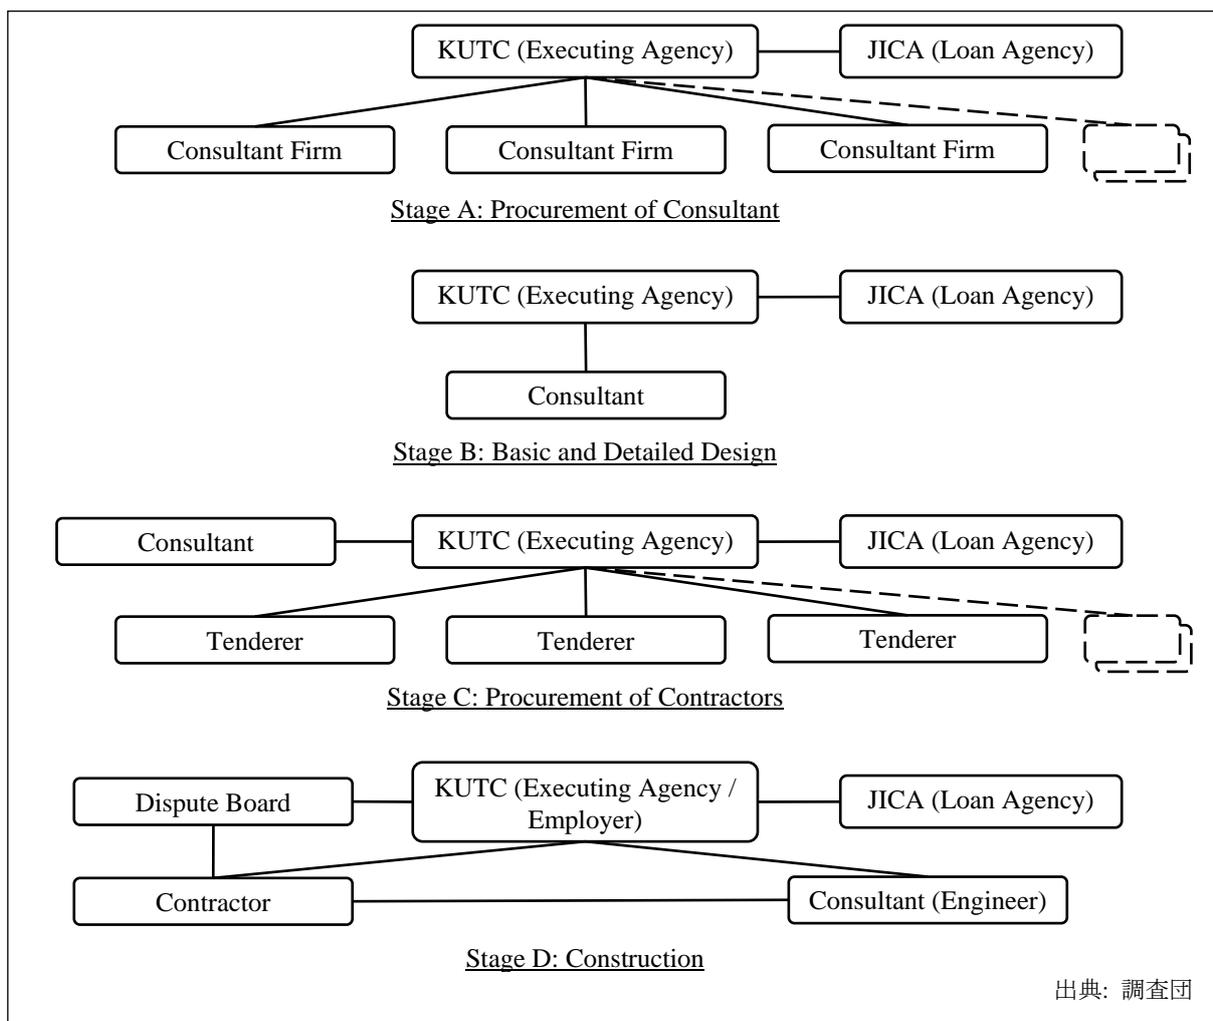 KUTC (Executing Agency)
JICA (Loan Agency)
Consultant Firm
Consultant Firm
Consultant Firm
Stage A: Procurement of Consultant
KUTC (Executing Agency)
JICA (Loan Agency)
Consultant
Stage B: Basic and Detailed Design
Consultant
KUTC (Executing Agency)
JICA (Loan Agency)
Tenderer
Tenderer
Tenderer
Stage C: Procurement of Contractors
Dispute Board
KUTC (Executing Agency /
Employer)
JICA (Loan Agency)
Contractor
Consultant (Engineer)
Stage D: Construction
出典: 調査団